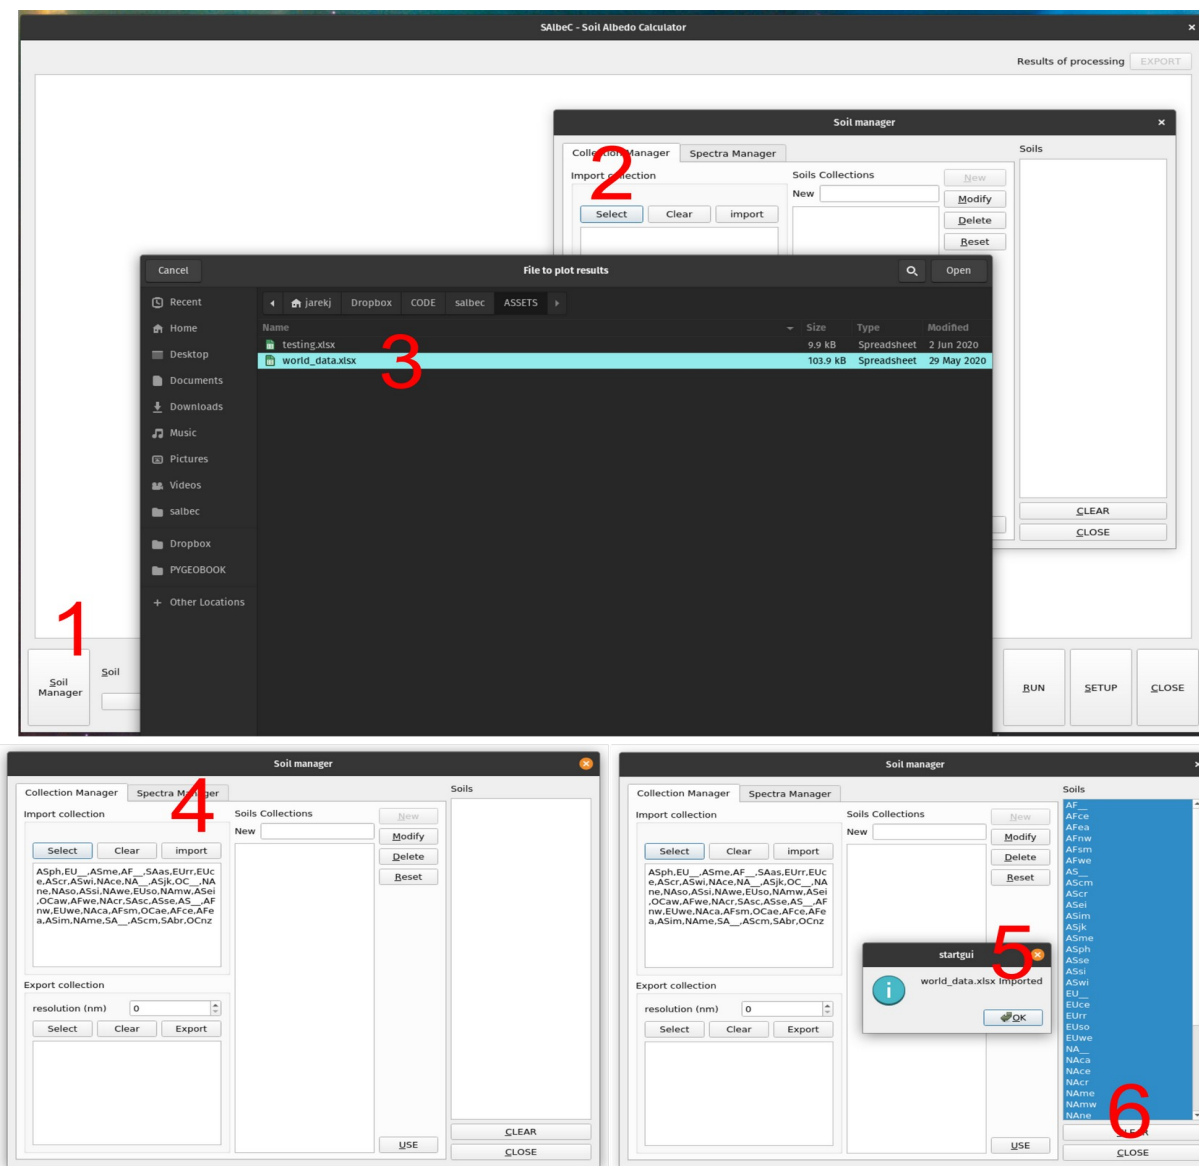 SAlbeC - Soil Albedo Calculator
Results of processing EXPORT
Soil manager
Collection Manager Spectra Manager
Soils
Import collection
Soils Collections
New
New
Modify
Select Clear import
Delete
Reset
2
Cancel File to plot results Open
Recent
jarekj Dropbox CODE salbec ASSETS
Home
Name Size Type Modified
testing.xlsx 9.9 kB Spreadsheet 2 Jun 2020
world_data.xlsx 103.9 kB Spreadsheet 29 May 2020
3
Desktop
Documents
Downloads
Music
Pictures
Videos
salbec
Dropbox
PYGEOBOOK
+ Other Locations
CLEAR
CLOSE
1
Soil Manager
Soil
RUN SETUP CLOSE
Soil manager
Collection Manager Spectra Manager
4
Soils
Import collection
Soils Collections
New
New
Modify
Select Clear import
Delete
Reset
ASph,EU__,ASme,AF__,SAas,EUrr,EUc
e,AScr,ASwi,NAce,NA__,ASjk,OC__,NA
ne,NAso,ASsi,NAwe,EUso,NAmw,ASei
,OCaw,AFwe,NAcr,SAsc,ASse,AS__,AF
nw,EUwe,NAca,AFsm,OCae,AFce,AFe
a,ASim,NAme,SA__,AScm,SAbr,OCnz
Export collection
resolution (nm) 0
Select Clear Export
USE
CLEAR
CLOSE
Soil manager
Collection Manager Spectra Manager
Soils
Import collection
Soils Collections
New
New
Modify
Select Clear import
Delete
Reset
ASph,EU__,ASme,AF__,SAas,EUrr,EUc
e,AScr,ASwi,NAce,NA__,ASjk,OC__,NA
ne,NAso,ASsi,NAwe,EUso,NAmw,ASei
,OCaw,AFwe,NAcr,SAsc,ASse,AS__,AF
nw,EUwe,NAca,AFsm,OCae,AFce,AFe
a,ASim,NAme,SA__,AScm,SAbr,OCnz
Export collection
resolution (nm) 0
Select Clear Export
startgui
5
world_data.xlsx Imported
OK
USE
AF__
AFce
AFea
AFnw
AFsm
AFwe
AS__
AScm
AScr
ASei
ASim
ASjk
ASme
ASph
ASse
ASsi
ASwi
EU__
EUce
EUrr
EUso
EUwe
NA__
NAca
NAce
NAcr
NAme
NAmw
NAne
6
CLEAR
CLOSE